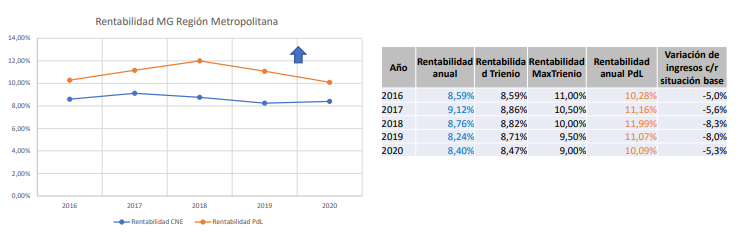 Rentabilidad MG Región Metropolitana
14,00%
12,00%
10,00%
8,00%
6,00%
4,00%
2,00%
0,00%
2016 2017 2018 2019 2020
Rentabilidad CNE Rentabilidad PdL
Año Rentabilidad anual Rentabilida d Trienio Rentabilidad MaxTrienio Rentabilidad anual PdL Variación de ingresos c/r situación base
2016 8,59% 8,59% 11,00% 10,28% -5,0%
2017 9,12% 8,86% 10,50% 11,16% -5,6%
2018 8,76% 8,82% 10,00% 11,99% -8,3%
2019 8,24% 8,71% 9,50% 11,07% -8,0%
2020 8,40% 8,47% 9,00% 10,09% -5,3%